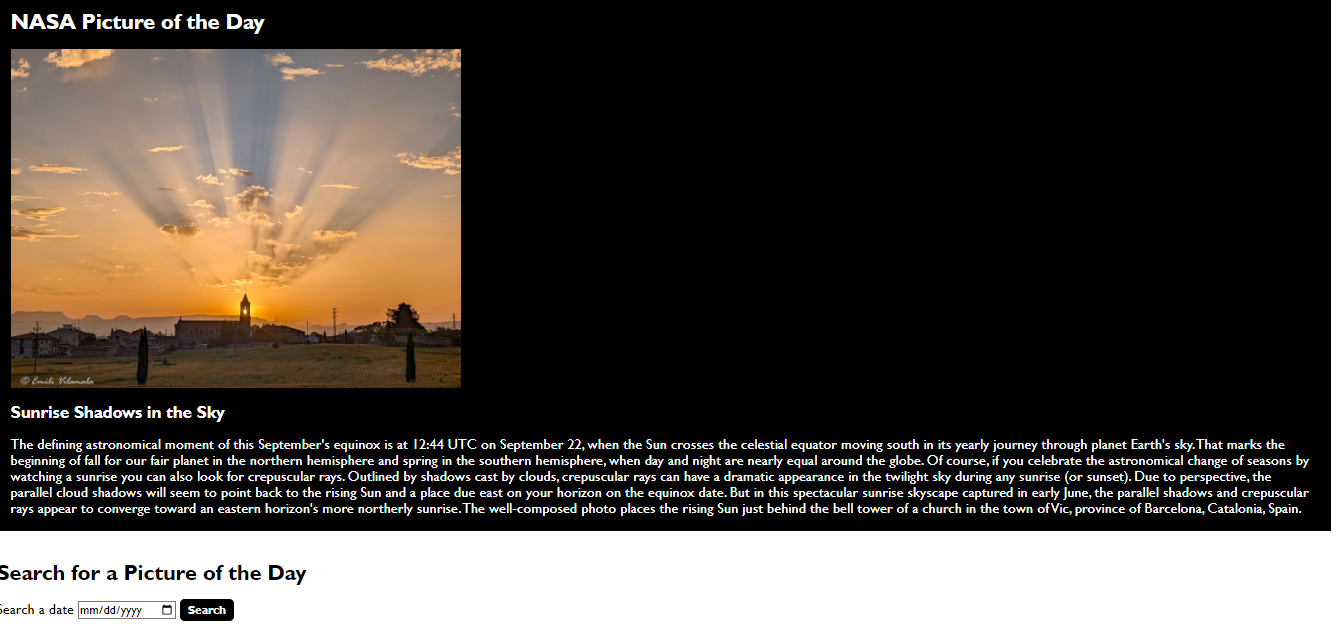 NASA Picture of the Day
© Emili Vilamala
Sunrise Shadows in the Sky
The defining astronomical moment of this September's equinox is at 12:44 UTC on September 22, when the Sun crosses the celestial equator moving south in its yearly journey through planet Earth's sky. That marks the
beginning of fall for our fair planet in the northern hemisphere and spring in the southern hemisphere, when day and night are nearly equal around the globe. Of course, if you celebrate the astronomical change of seasons by
watching a sunrise you can also look for crepuscular rays. Outlined by shadows cast by clouds, crepuscular rays can have a dramatic appearance in the twilight sky during any sunrise (or sunset). Due to perspective, the
parallel cloud shadows will seem to point back to the rising Sun and a place due east on your horizon on the equinox date. But in this spectacular sunrise skyscape captured in early June, the parallel shadows and crepuscular
rays appear to converge toward an eastern horizon's more northerly sunrise. The well-composed photo places the rising Sun just behind the bell tower of a church in the town of Vic, province of Barcelona, Catalonia, Spain.
Search for a Picture of the Day
Search a date mm/dd/yyyy Search